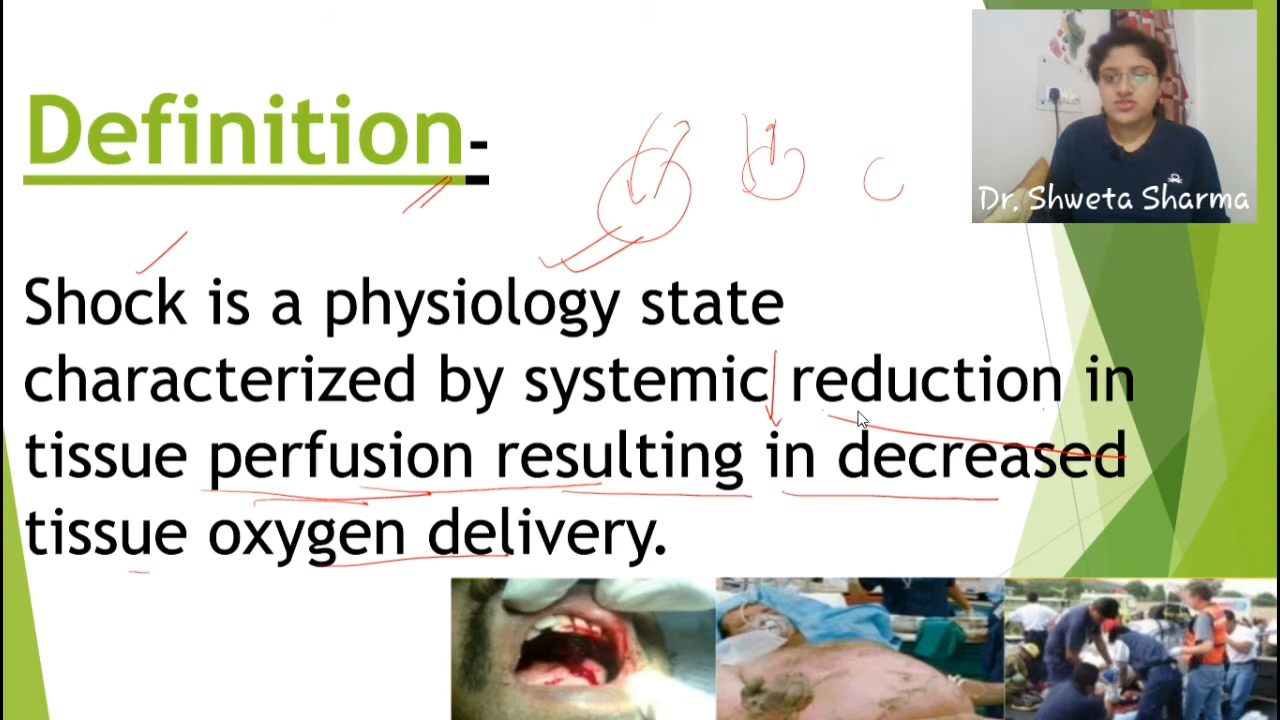 Definition-
Dr. Shweta Sharma
Shock is a physiology state
characterized by systemic reduction in
tissue perfusion resulting in decreased
tissue oxygen delivery.